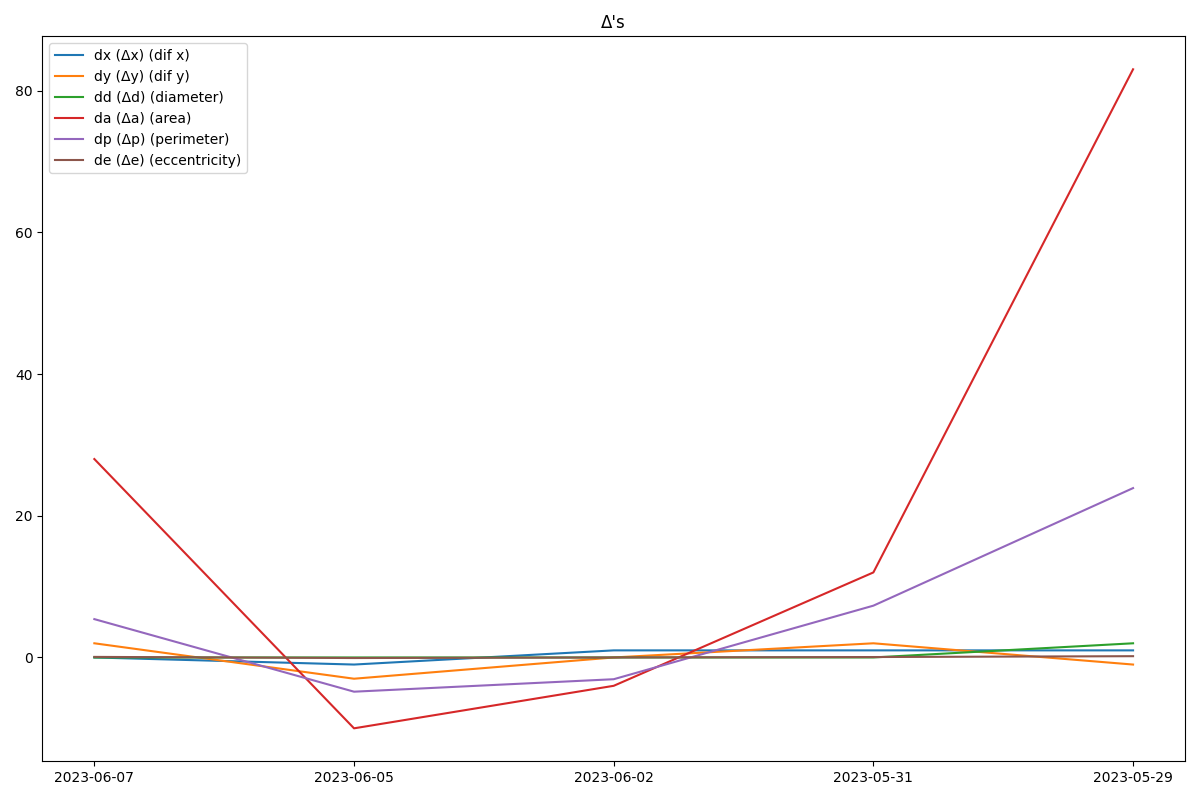 Δ's
dx (Δx) (dif x)
dy (Δy) (dif y)
dd (Δd) (diameter)
da (Δa) (area)
dp (Δp) (perimeter)
de (Δe) (eccentricity)
80
60
40
20
0
2023-06-07
2023-06-05
2023-06-02
2023-05-31
2023-05-29